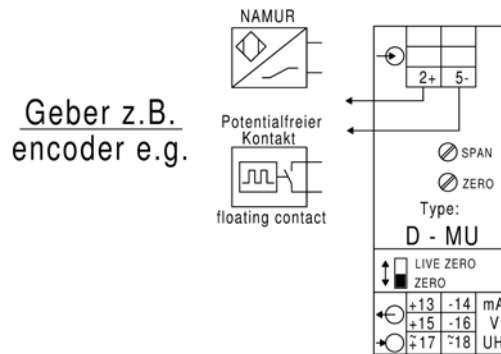 NAMUR
2+ 5-
Geber z.B.
encoder e.g.
Potentialfreier
Kontakt
floating contact
SPAN
ZERO
Type:
D - MU
LIVE ZERO
ZERO
+13 -14 mA
+15 -16 V
~+17 ~-18 UH